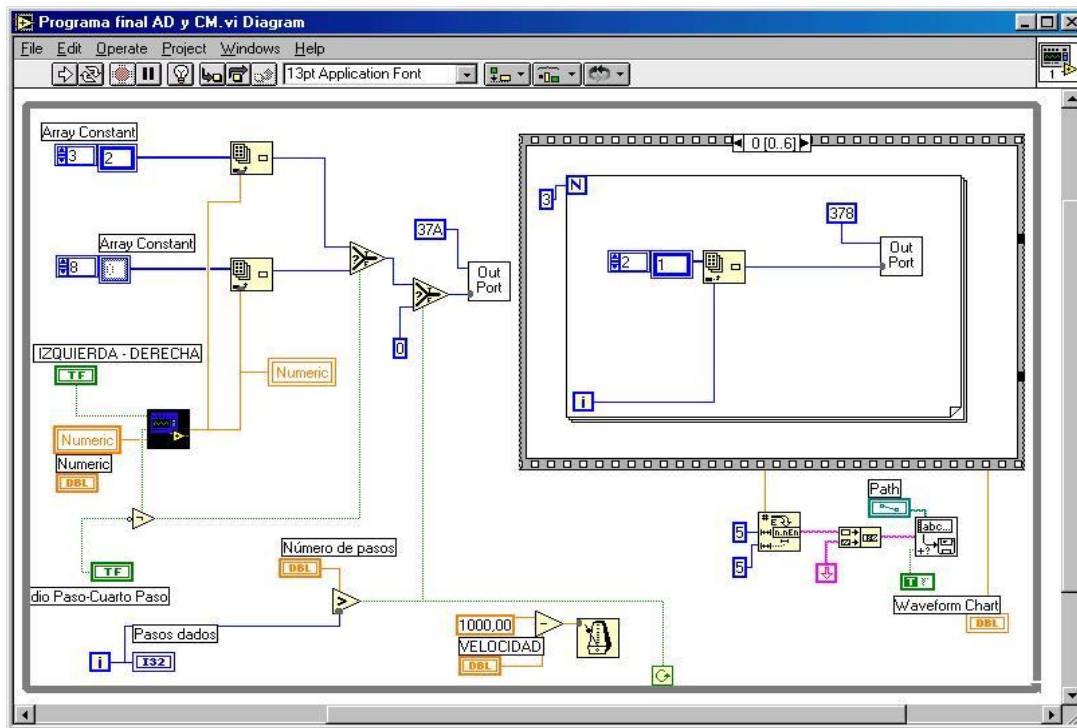 Programa final AD y CM.vi Diagram
File Edit Operate Project Windows Help
13pt Application Font
1
Array Constant
3 2
Array Constant
8
IZQUIERDA - DERECHA
TF
Numeric
Numeric
DBL
Numeric
TF
dio Paso-Cuarto Paso
Pasos dados
i I32
Número de pasos
DBL
>
37A
Out
Port
0
1000,00
VELOCIDAD
DBL
0 [0..6]
N
3
378
Out
Port
2 1
i
Path
abc...
5
5
T F
Waveform Chart
DBL